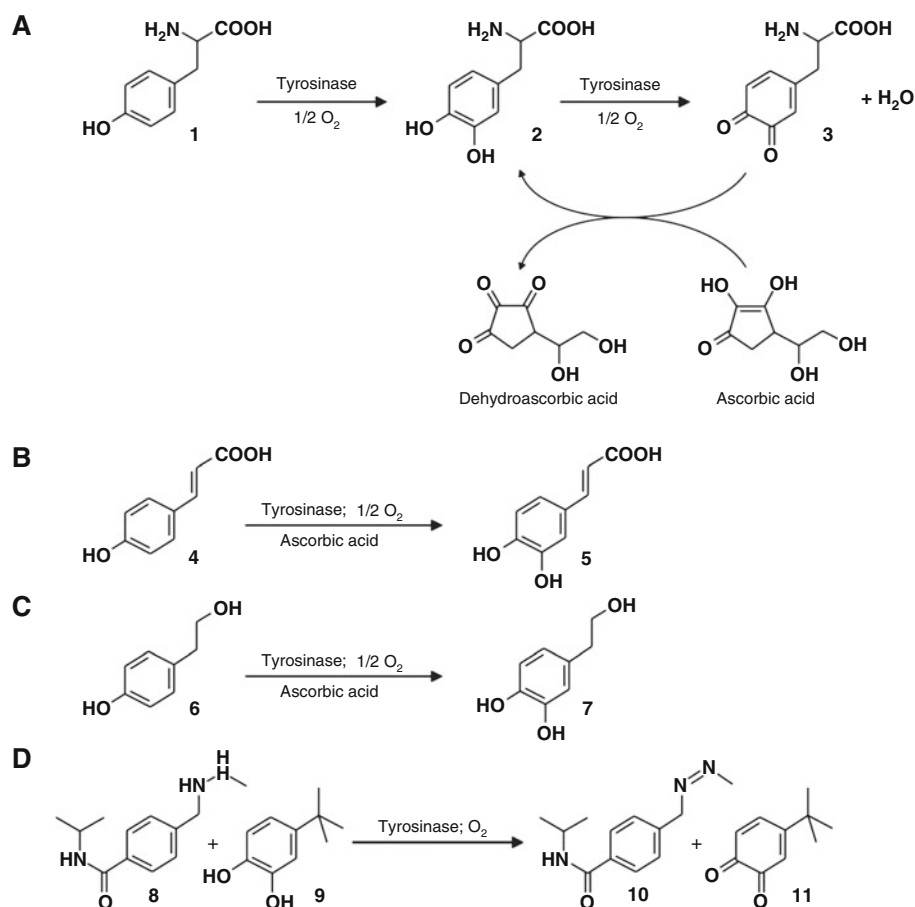 A
H₂N COOH
HO
1
Tyrosinase
1/2 O₂
H₂N COOH
HO
OH
2
Tyrosinase
1/2 O₂
H₂N COOH
O
O
3
+ H₂O
O O
O
OH
OH
Dehydroascorbic acid
HO OH
O
OH
OH
Ascorbic acid
B
COOH
HO
4
Tyrosinase; 1/2 O₂
Ascorbic acid
COOH
HO
OH
5
C
OH
HO
6
Tyrosinase; 1/2 O₂
Ascorbic acid
OH
HO
OH
7
D
H
HN H
HN
O
8
+
HO
OH
9
Tyrosinase; O₂
N N
HN
O
10
+
O
O
11